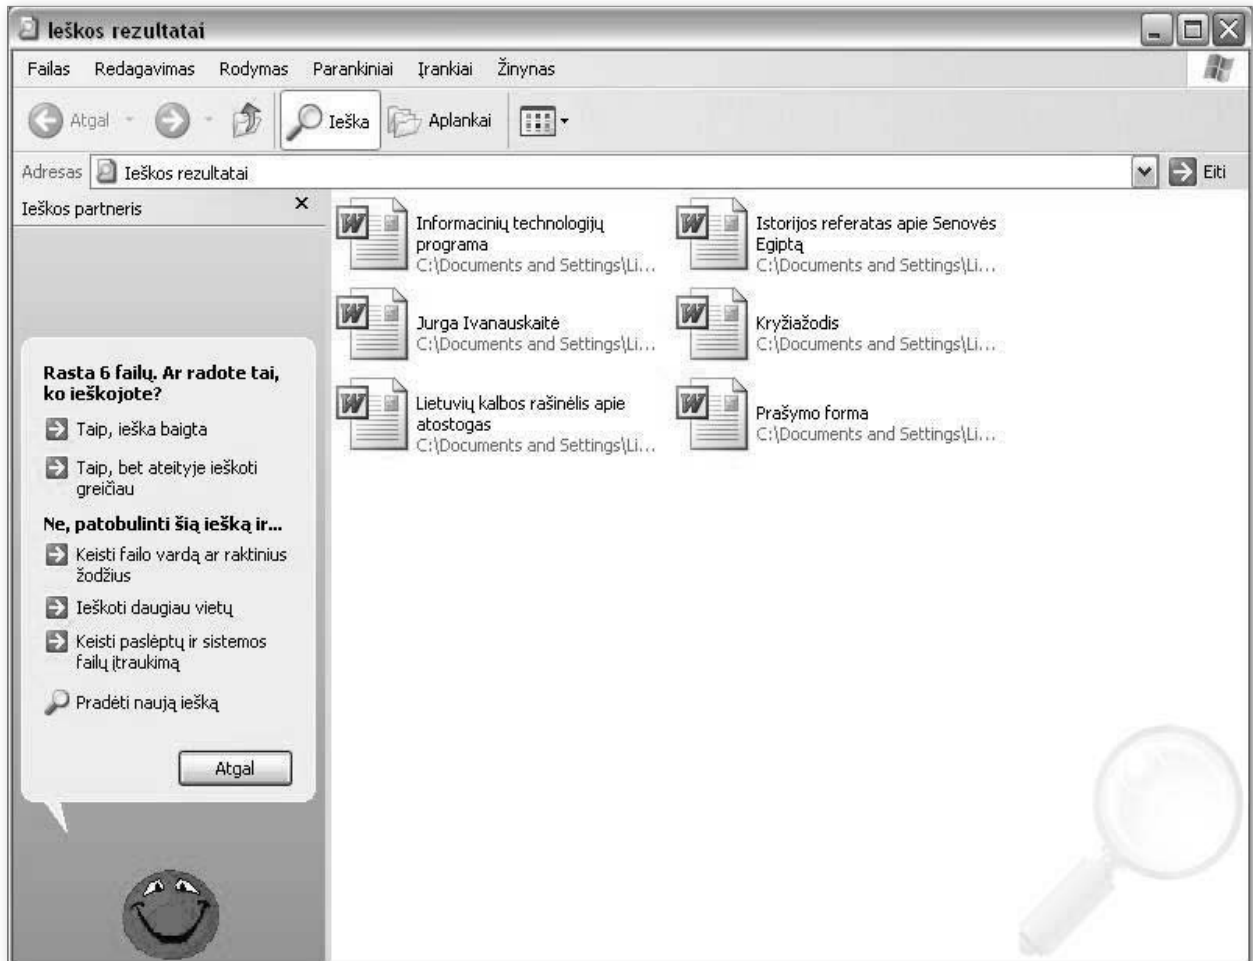 Ieškos rezultatai
Failas Redagavimas Rodymas Parankiniai Įrankiai Žinynas
Atgal Ieška Aplankai
Adresas Ieškos rezultatai Eiti
Ieškos partneris
Rasta 6 failų. Ar radote tai,
ko ieškojote?
Taip, ieška baigta
Taip, bet ateityje ieškoti
greičiau
Ne, patobulinti šią iešką ir...
Keisti failo vardą ar raktinius
žodžius
Ieškoti daugiau vietų
Keisti paslėptų ir sistemos
failų įtraukimą
Pradėti naują iešką
Atgal
Informacinių technologijų
programa
C:\Documents and Settings\Li...
Istorijos referatas apie Senovės
Egiptą
C:\Documents and Settings\Li...
Jurga Ivanauskaitė
C:\Documents and Settings\Li...
Kryžiažodis
C:\Documents and Settings\Li...
Lietuvių kalbos rašinėlis apie
atostogas
C:\Documents and Settings\Li...
Prašymo forma
C:\Documents and Settings\Li...